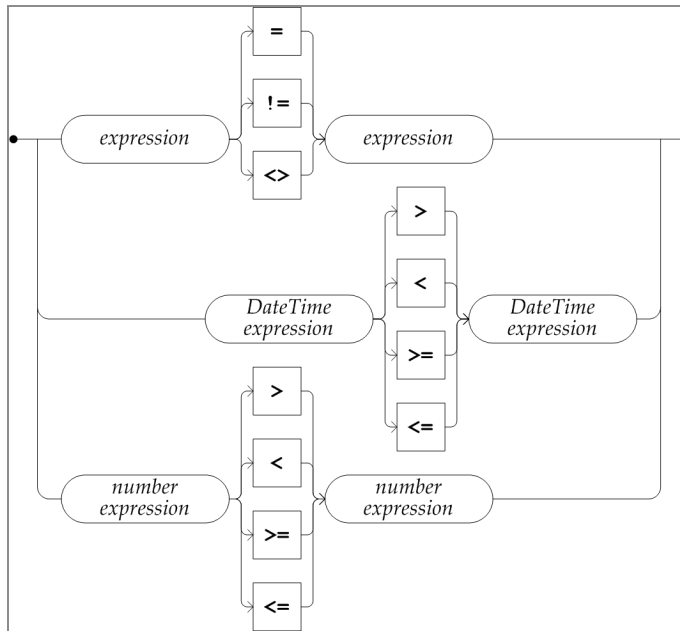 =
!=
<>
expression
expression
>
<
>=
<=
DateTime
expression
DateTime
expression
>
<
>=
<=
number
expression
number
expression